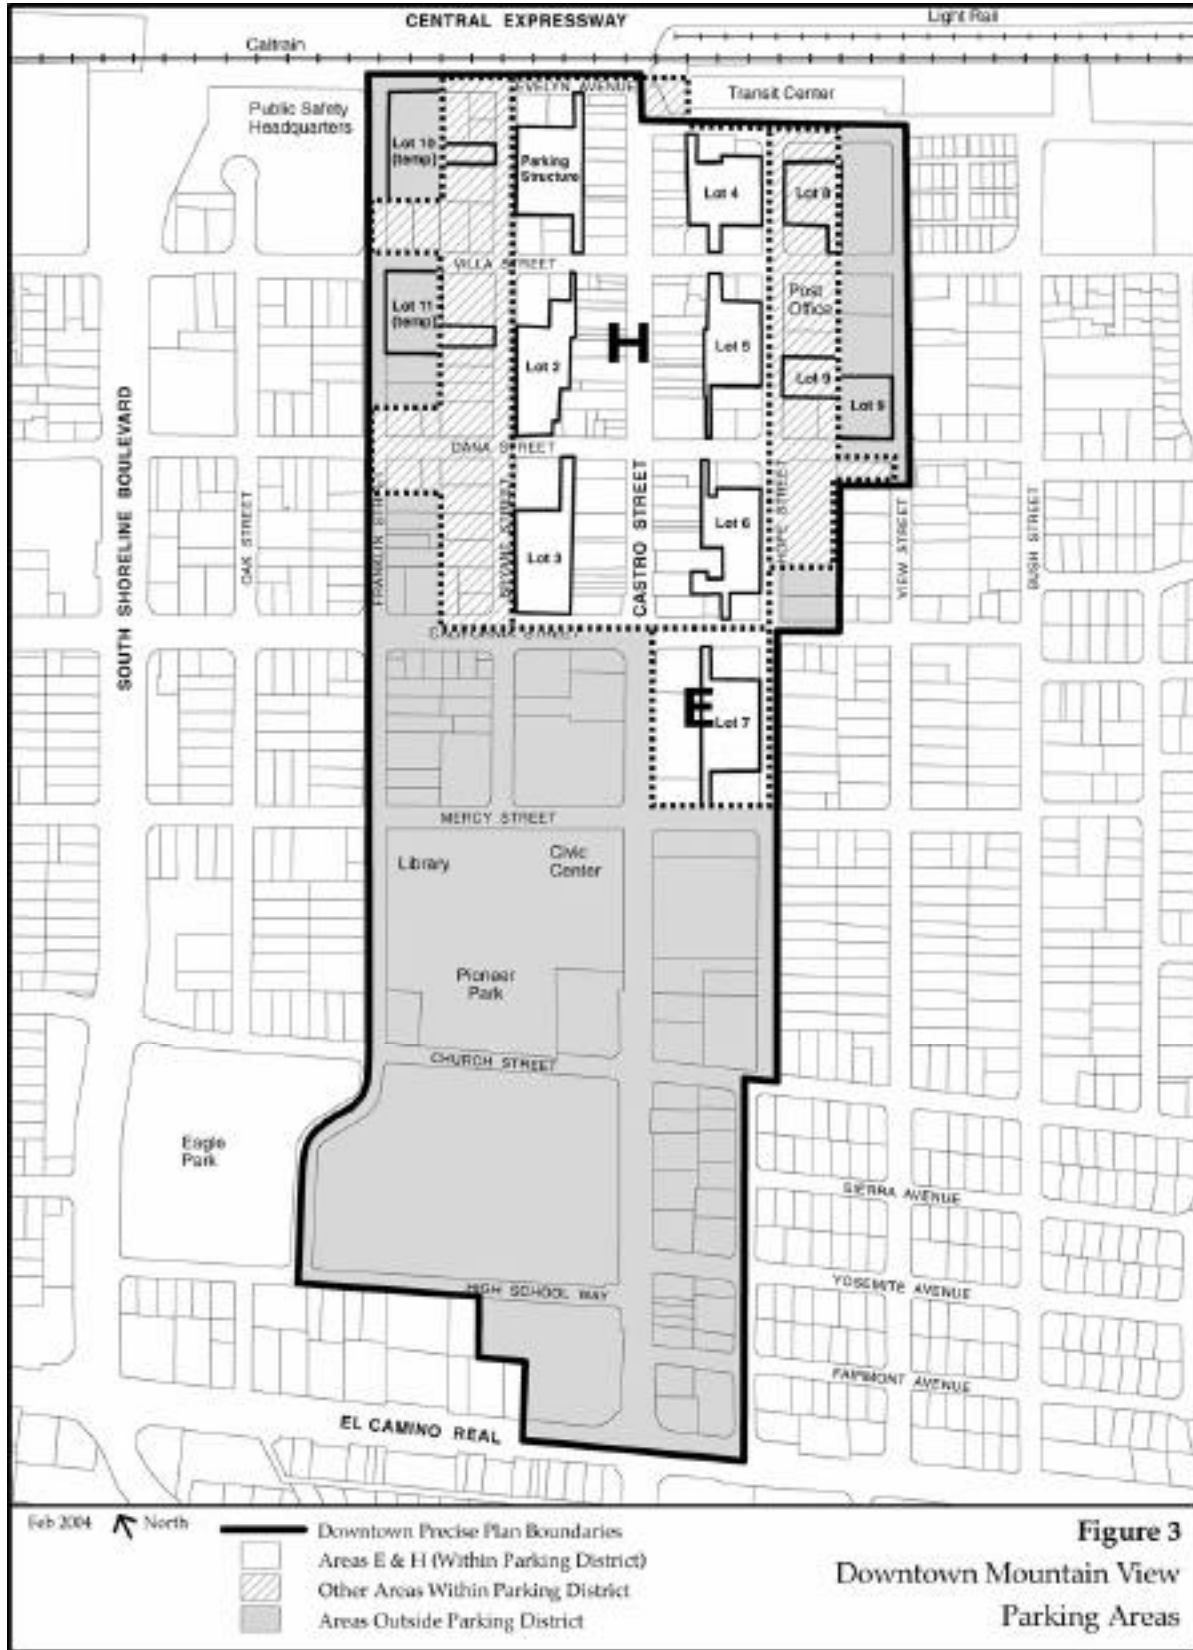 CENTRAL EXPRESSWAY
Light Rail
Caltrain
EVELYN AVENUE
Transit Center
Public Safety
Headquarters
Lot 10
(temp)
Parking
Structure
Lot 4
Lot 8
VILLA STREET
Lot 11
(temp)
Post
Office
H
Lot 2
Lot 5
Lot 9
Lot 9
SOUTH SHORELINE BOULEVARD
DANA STREET
OAK STREET
FRANKLIN STREET
BRYANT STREET
Lot 3
CASTRO STREET
Lot 6
HOPE STREET
VIEW STREET
BUSH STREET
CALIFORNIA STREET
E
Lot 7
MERCY STREET
Library
Civic
Center
Pioneer
Park
CHURCH STREET
Eagle
Park
SIERRA AVENUE
YOSEMITE AVENUE
HIGH SCHOOL WAY
FAIRMONT AVENUE
EL CAMINO REAL
Feb 2004
North
Downtown Precise Plan Boundaries
Areas E & H (Within Parking District)
Other Areas Within Parking District
Areas Outside Parking District
Figure 3
Downtown Mountain View
Parking Areas